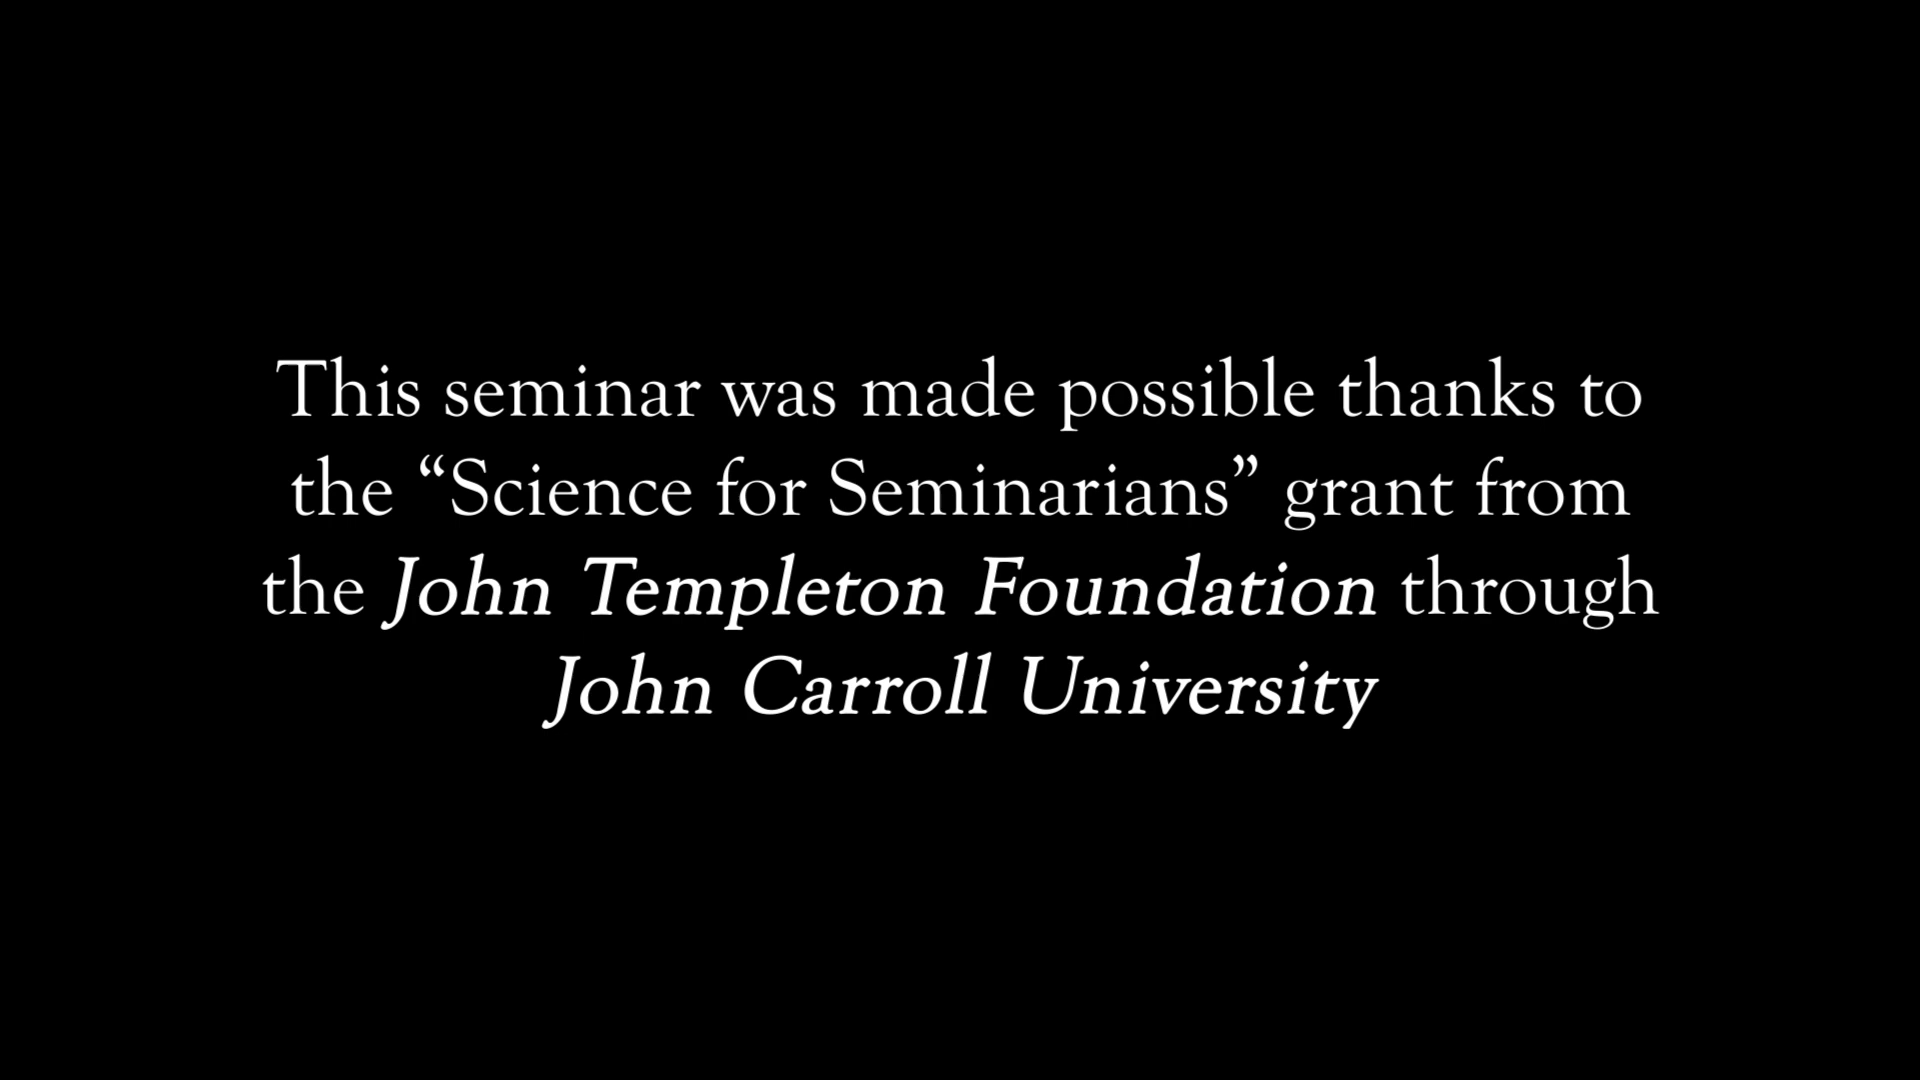 This seminar was made possible thanks to
the “Science for Seminarians” grant from
the John Templeton Foundation through
John Carroll University